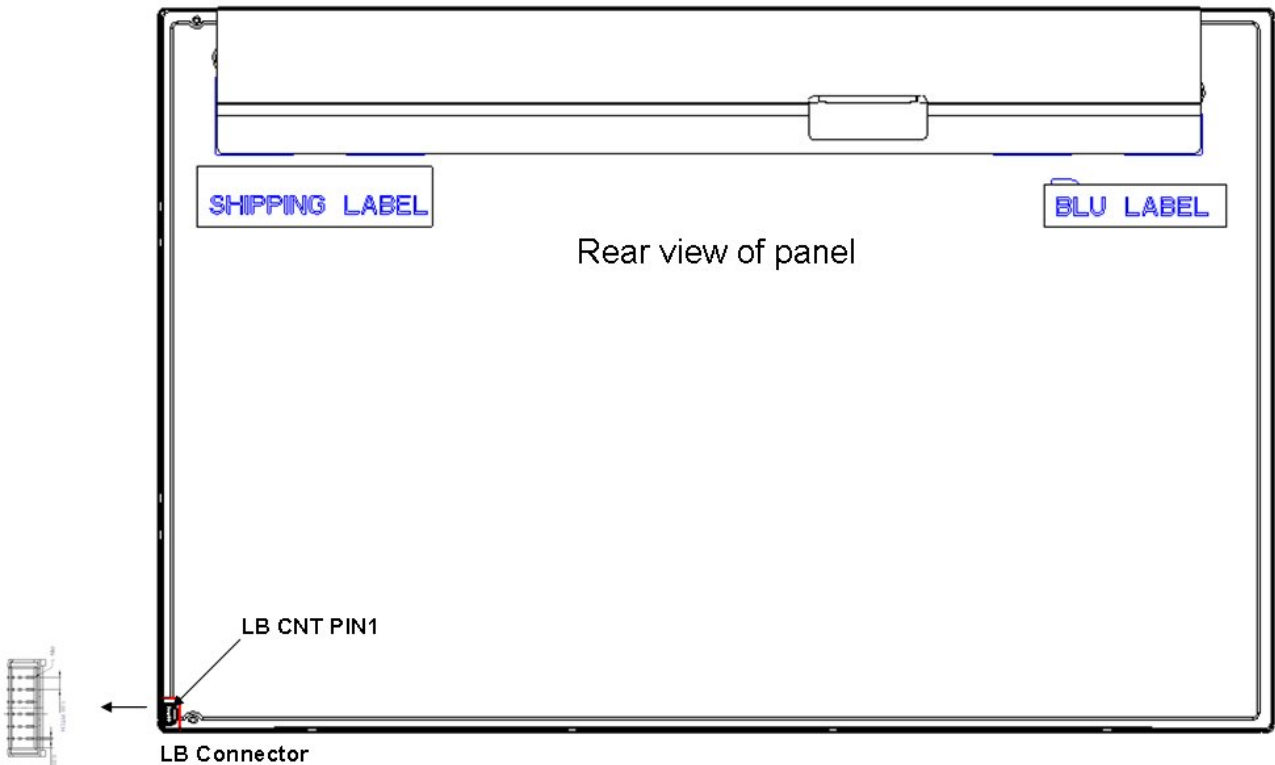 SHIPPING LABEL
BLU LABEL
Rear view of panel
LB CNT PIN1
LB Connector